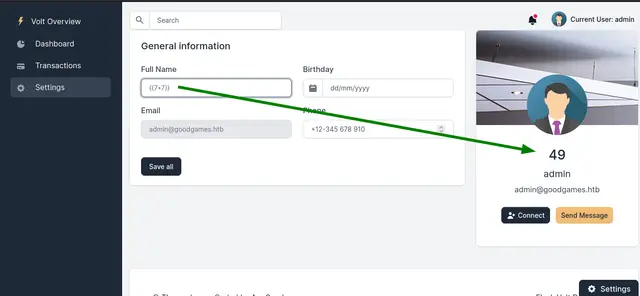 Volt Overview
Dashboard
Transactions
Settings
Search
Current User: admin
General information
Full Name
{{7*7}}
Birthday
dd/mm/yyyy
Email
admin@goodgames.htb
Phone
+12-345 678 910
Save all
49
admin
admin@goodgames.htb
Connect
Send Message
Settings